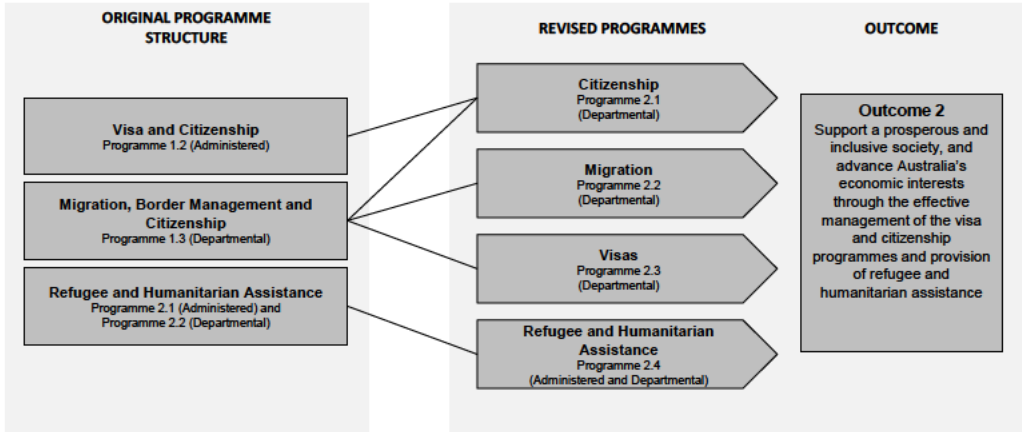 ORIGINAL PROGRAMME
STRUCTURE
Visa and Citizenship
Programme 1.2 (Administered)
Migration, Border Management and
Citizenship
Programme 1.3 (Departmental)
Refugee and Humanitarian Assistance
Programme 2.1 (Administered) and
Programme 2.2 (Departmental)
REVISED PROGRAMMES
Citizenship
Programme 2.1
(Departmental)
Migration
Programme 2.2
(Departmental)
Visas
Programme 2.3
(Departmental)
Refugee and Humanitarian
Assistance
Programme 2.4
(Administered and Departmental)
OUTCOME
Outcome 2
Support a prosperous and
inclusive society, and
advance Australia's
economic interests
through the effective
management of the visa
and citizenship
programmes and provision
of refugee and
humanitarian assistance